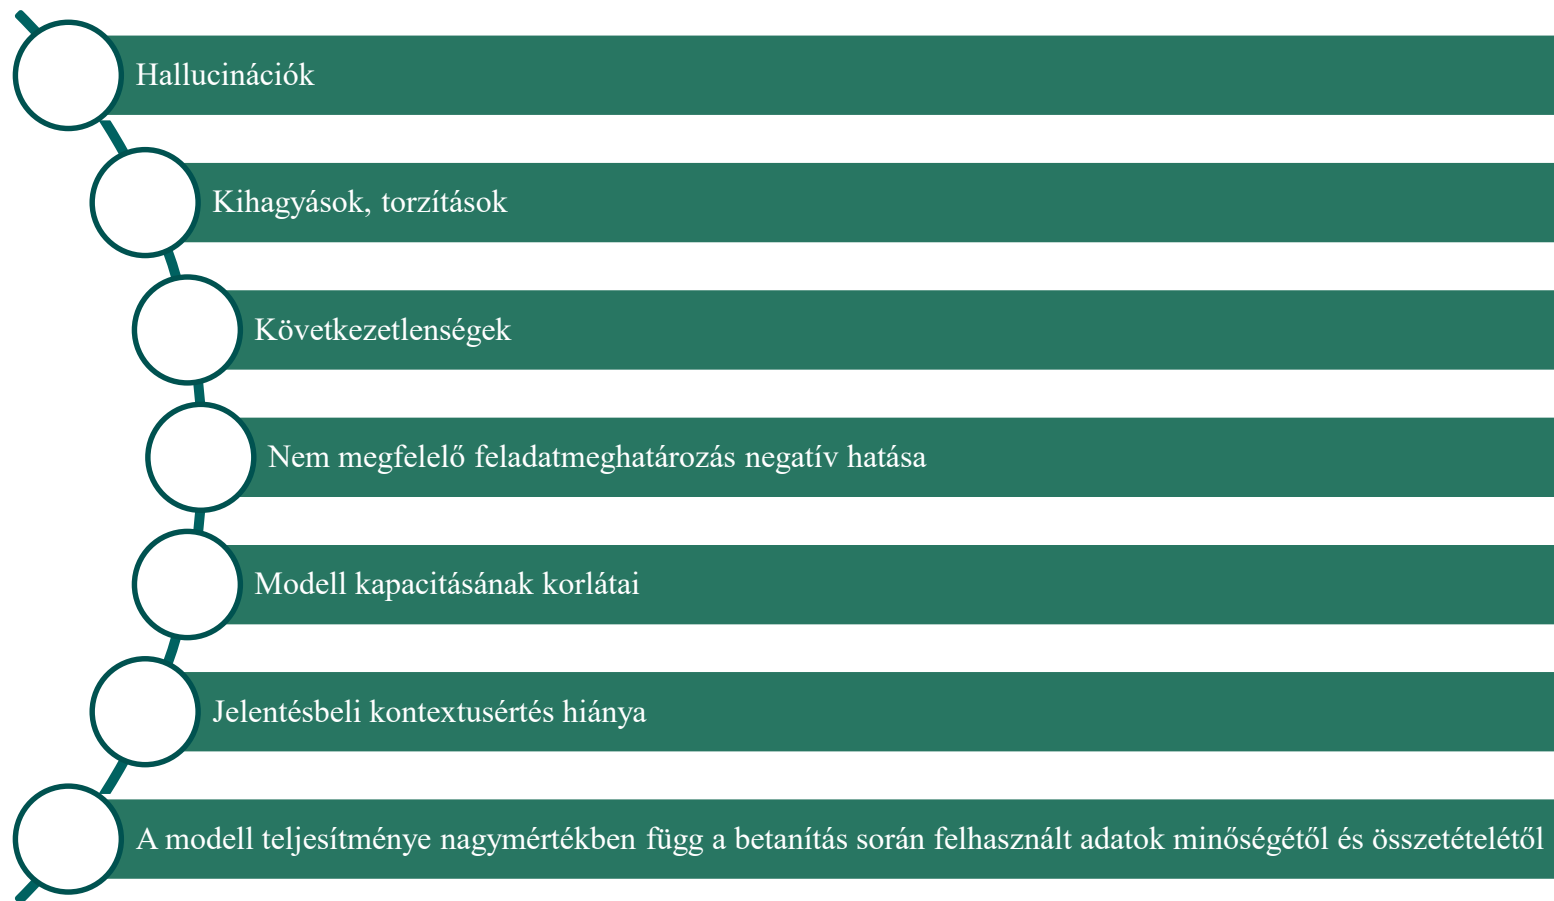 Hallucinációk
Kihagyások, torzítások
Következetlenségek
Nem megfelelő feladatmeghatározás negatív hatása
Modell kapacitásának korlátai
Jelentésbeli kontextusértés hiánya
A modell teljesítménye nagymértékben függ a betanítás során felhasznált adatok minőségétől és összetételétől